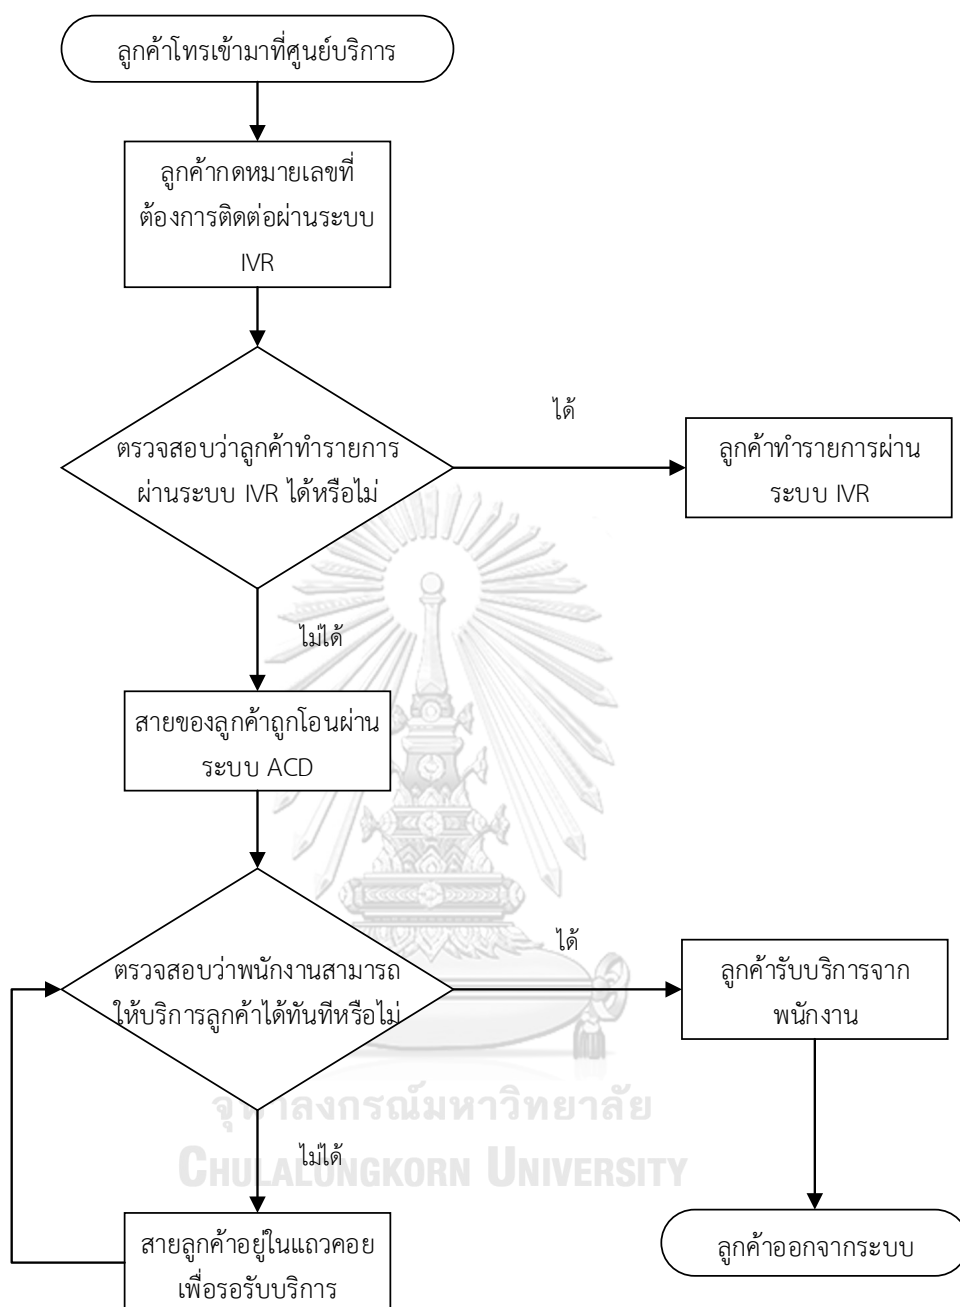 ลูกค้าโทรเข้ามาที่ศูนย์บริการ
ลูกค้ากดหมายเลขที่
ต้องการติดต่อผ่านระบบ
IVR
ตรวจสอบว่าลูกค้าทำรายการ
ผ่านระบบ IVR ได้หรือไม่
ได้
ลูกค้าทำรายการผ่าน
ระบบ IVR
ไม่ได้
สายของลูกค้าถูกโอนผ่าน
ระบบ ACD
ตรวจสอบว่าพนักงานสามารถ
ให้บริการลูกค้าได้ทันทีหรือไม่
ได้
ลูกค้ารับบริการจาก
พนักงาน
ไม่ได้
สายลูกค้าอยู่ในแถวคอย
เพื่อรอรับบริการ
ลูกค้าออกจากระบบ
จุฬาลงกรณ์มหาวิทยาลัย
CHULALONGKORN UNIVERSITY